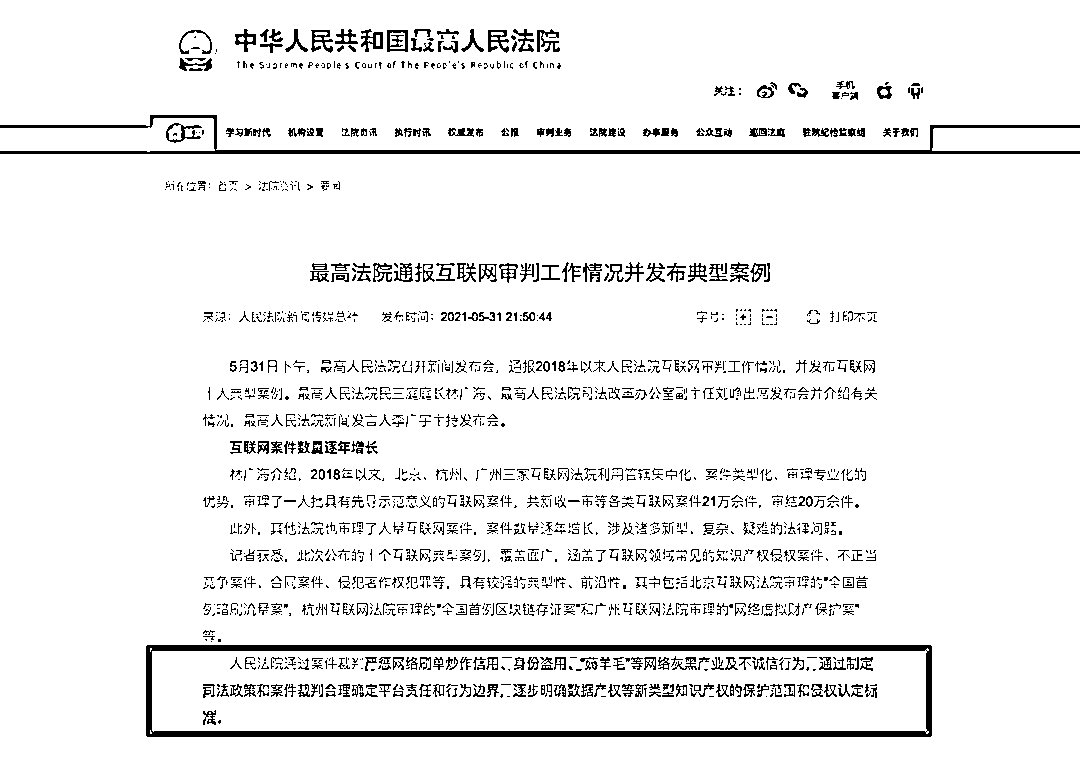 中华人民共和国最高人民法院
The Supreme People's Court of The People's Republic of China
关注：
手机
客户端
学习新时代 机构设置 法院资讯 执行时讯 权威发布 公报 审判业务 法院建设 办事服务 公众互动 巡回法庭 驻院纪检监察组 关于我们
所在位置：首页 > 法院资讯 > 要闻
最高法院通报互联网审判工作情况并发布典型案例
来源：人民法院新闻传媒总社 发布时间：2021-05-31 21:50:44 字号： + - 打印本页
5月31日下午，最高人民法院召开新闻发布会，通报2018年以来人民法院互联网审判工作情况，并发布互联网
十大典型案例。最高人民法院民三庭庭长林广海、最高人民法院司法改革办公室副主任刘峥出席发布会并介绍有关
情况，最高人民法院新闻发言人李广宇主持发布会。
互联网案件数量逐年增长
林广海介绍，2018年以来，北京、杭州、广州三家互联网法院利用管辖集中化、案件类型化、审理专业化的
优势，审理了一大批具有先导示范意义的互联网案件，共新收一审等各类互联网案件21万余件，审结20万余件。
此外，其他法院也审理了大量互联网案件，案件数量逐年增长，涉及诸多新型、复杂、疑难的法律问题。
记者获悉，此次公布的十个互联网典型案例，覆盖面广，涵盖了互联网领域常见的知识产权侵权案件、不正当
竞争案件、合同案件、侵犯著作权犯罪等，具有较强的典型性、前沿性。其中包括北京互联网法院审理的“全国首
例暗刷流量案”，杭州互联网法院审理的“全国首例区块链存证案”和广州互联网法院审理的“网络虚拟财产保护案”
等。
人民法院通过案件裁判严惩网络刷单炒作信用、身份盗用、“薅羊毛”等网络灰黑产业及不诚信行为，通过制定
司法政策和案件裁判合理确定平台责任和行为边界，逐步明确数据产权等新类型知识产权的保护范围和侵权认定标
准。